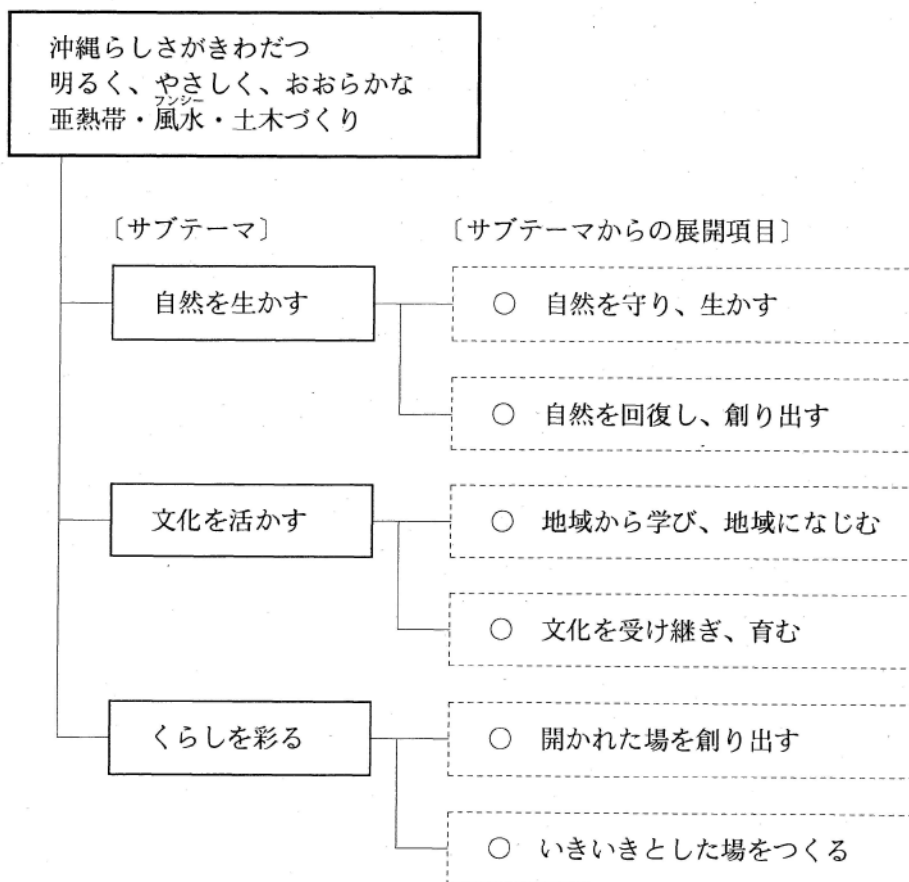 沖縄らしさがきわだつ
明るく、やさしく、おおらかな
フンシー
亜熱帯・風水・土木づくり
〔サブテーマ〕 〔サブテーマからの展開項目〕
自然を生かす ○ 自然を守り、生かす
○ 自然を回復し、創り出す
文化を活かす ○ 地域から学び、地域になじむ
○ 文化を受け継ぎ、育む
くらしを彩る ○ 開かれた場を創り出す
○ いきいきとした場をつくる